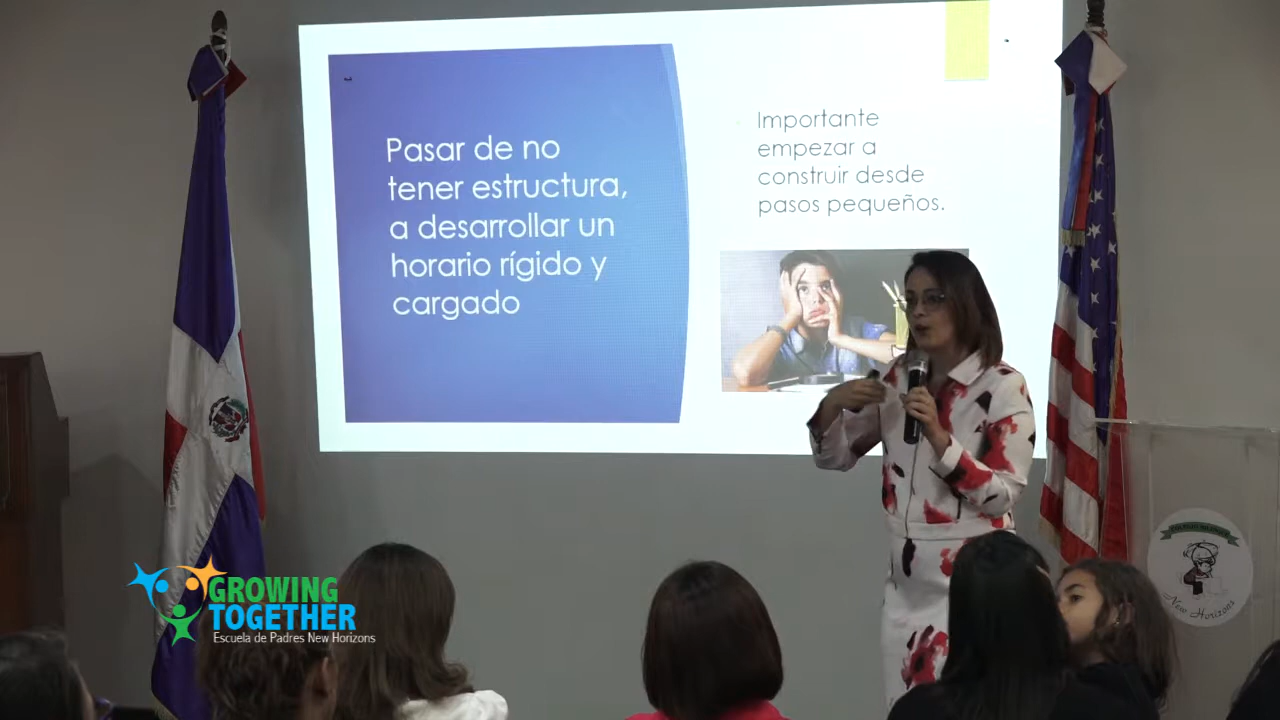 Pasar de no
tener estructura,
a desarrollar un
horario rígido y
cargado
Importante
empezar a
construir desde
pasos pequeños.
GROWING
TOGETHER
Escuela de Padres New Horizons
New Horizons